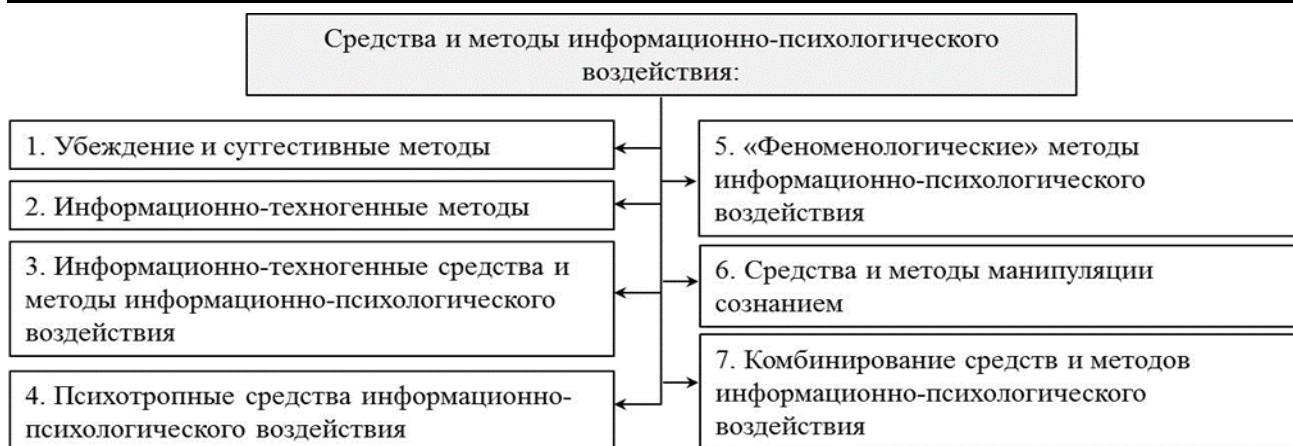 Средства и методы информационно-психологического
воздействия:
1. Убеждение и суггестивные методы
2. Информационно-техногенные методы
3. Информационно-техногенные средства и
методы информационно-психологического
воздействия
4. Психотропные средства информационно-
психологического воздействия
5. «Феноменологические» методы
информационно-психологического
воздействия
6. Средства и методы манипуляции
сознанием
7. Комбинирование средств и методов
информационно-психологического
воздействия